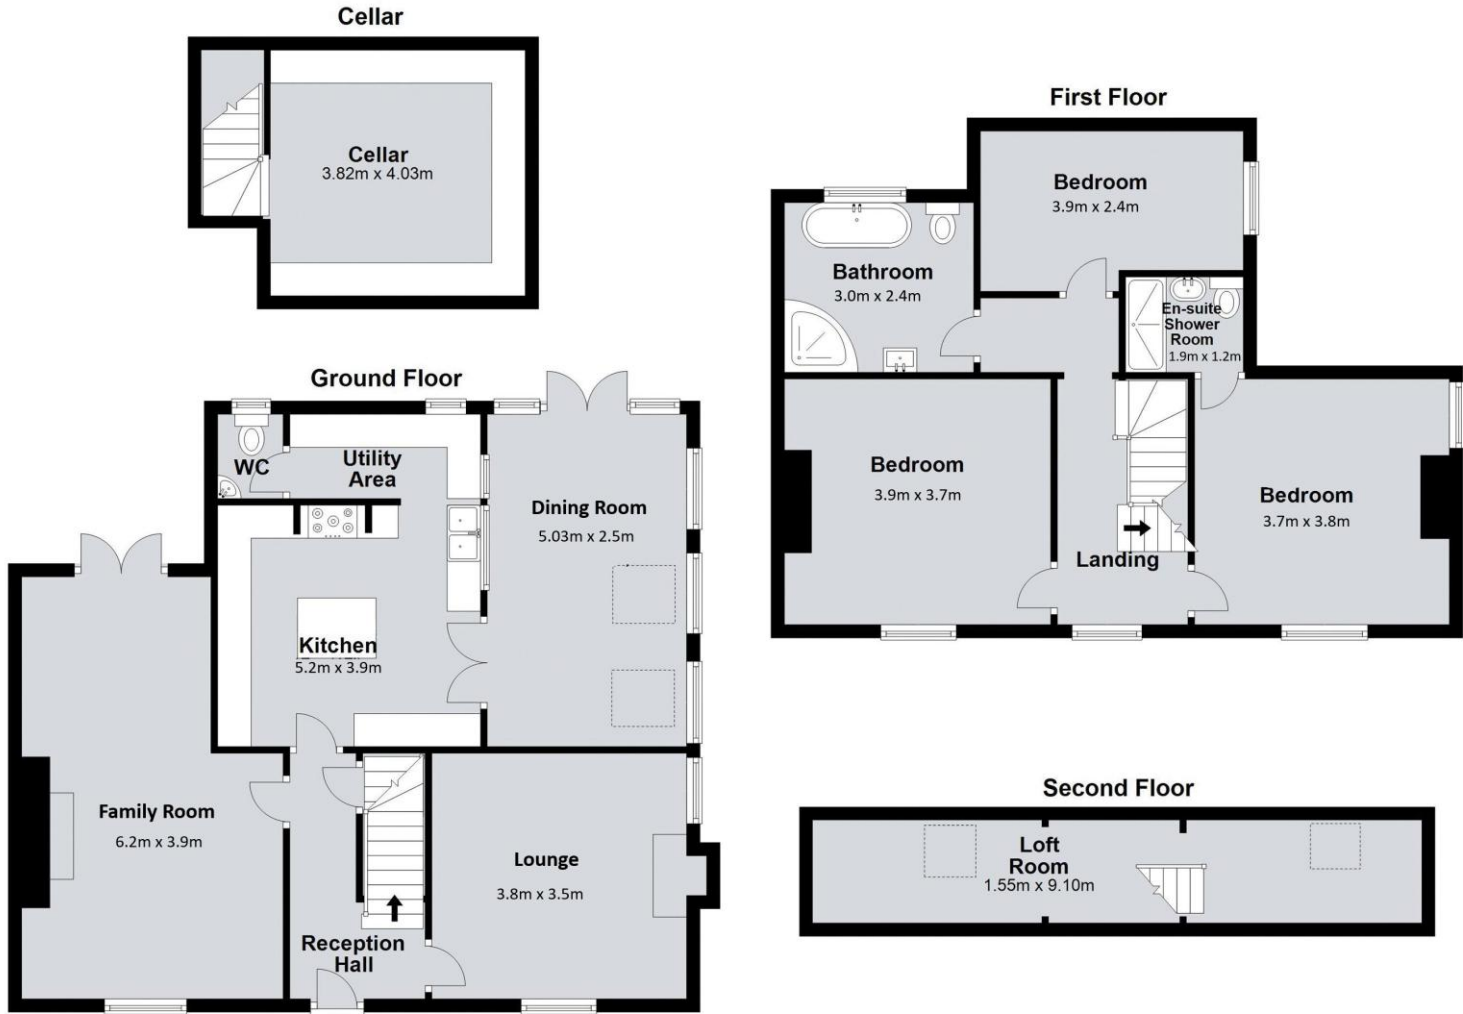 Cellar
Cellar
3.82m x 4.03m
First Floor
Bedroom
3.9m x 2.4m
Bathroom
3.0m x 2.4m
En-suite
Shower
Room
1.9m x 1.2m
Bedroom
3.9m x 3.7m
Bedroom
3.7m x 3.8m
Landing
Ground Floor
WC
Utility
Area
Dining Room
5.03m x 2.5m
Kitchen
5.2m x 3.9m
Family Room
6.2m x 3.9m
Lounge
3.8m x 3.5m
Reception
Hall
Second Floor
Loft
Room
1.55m x 9.10m